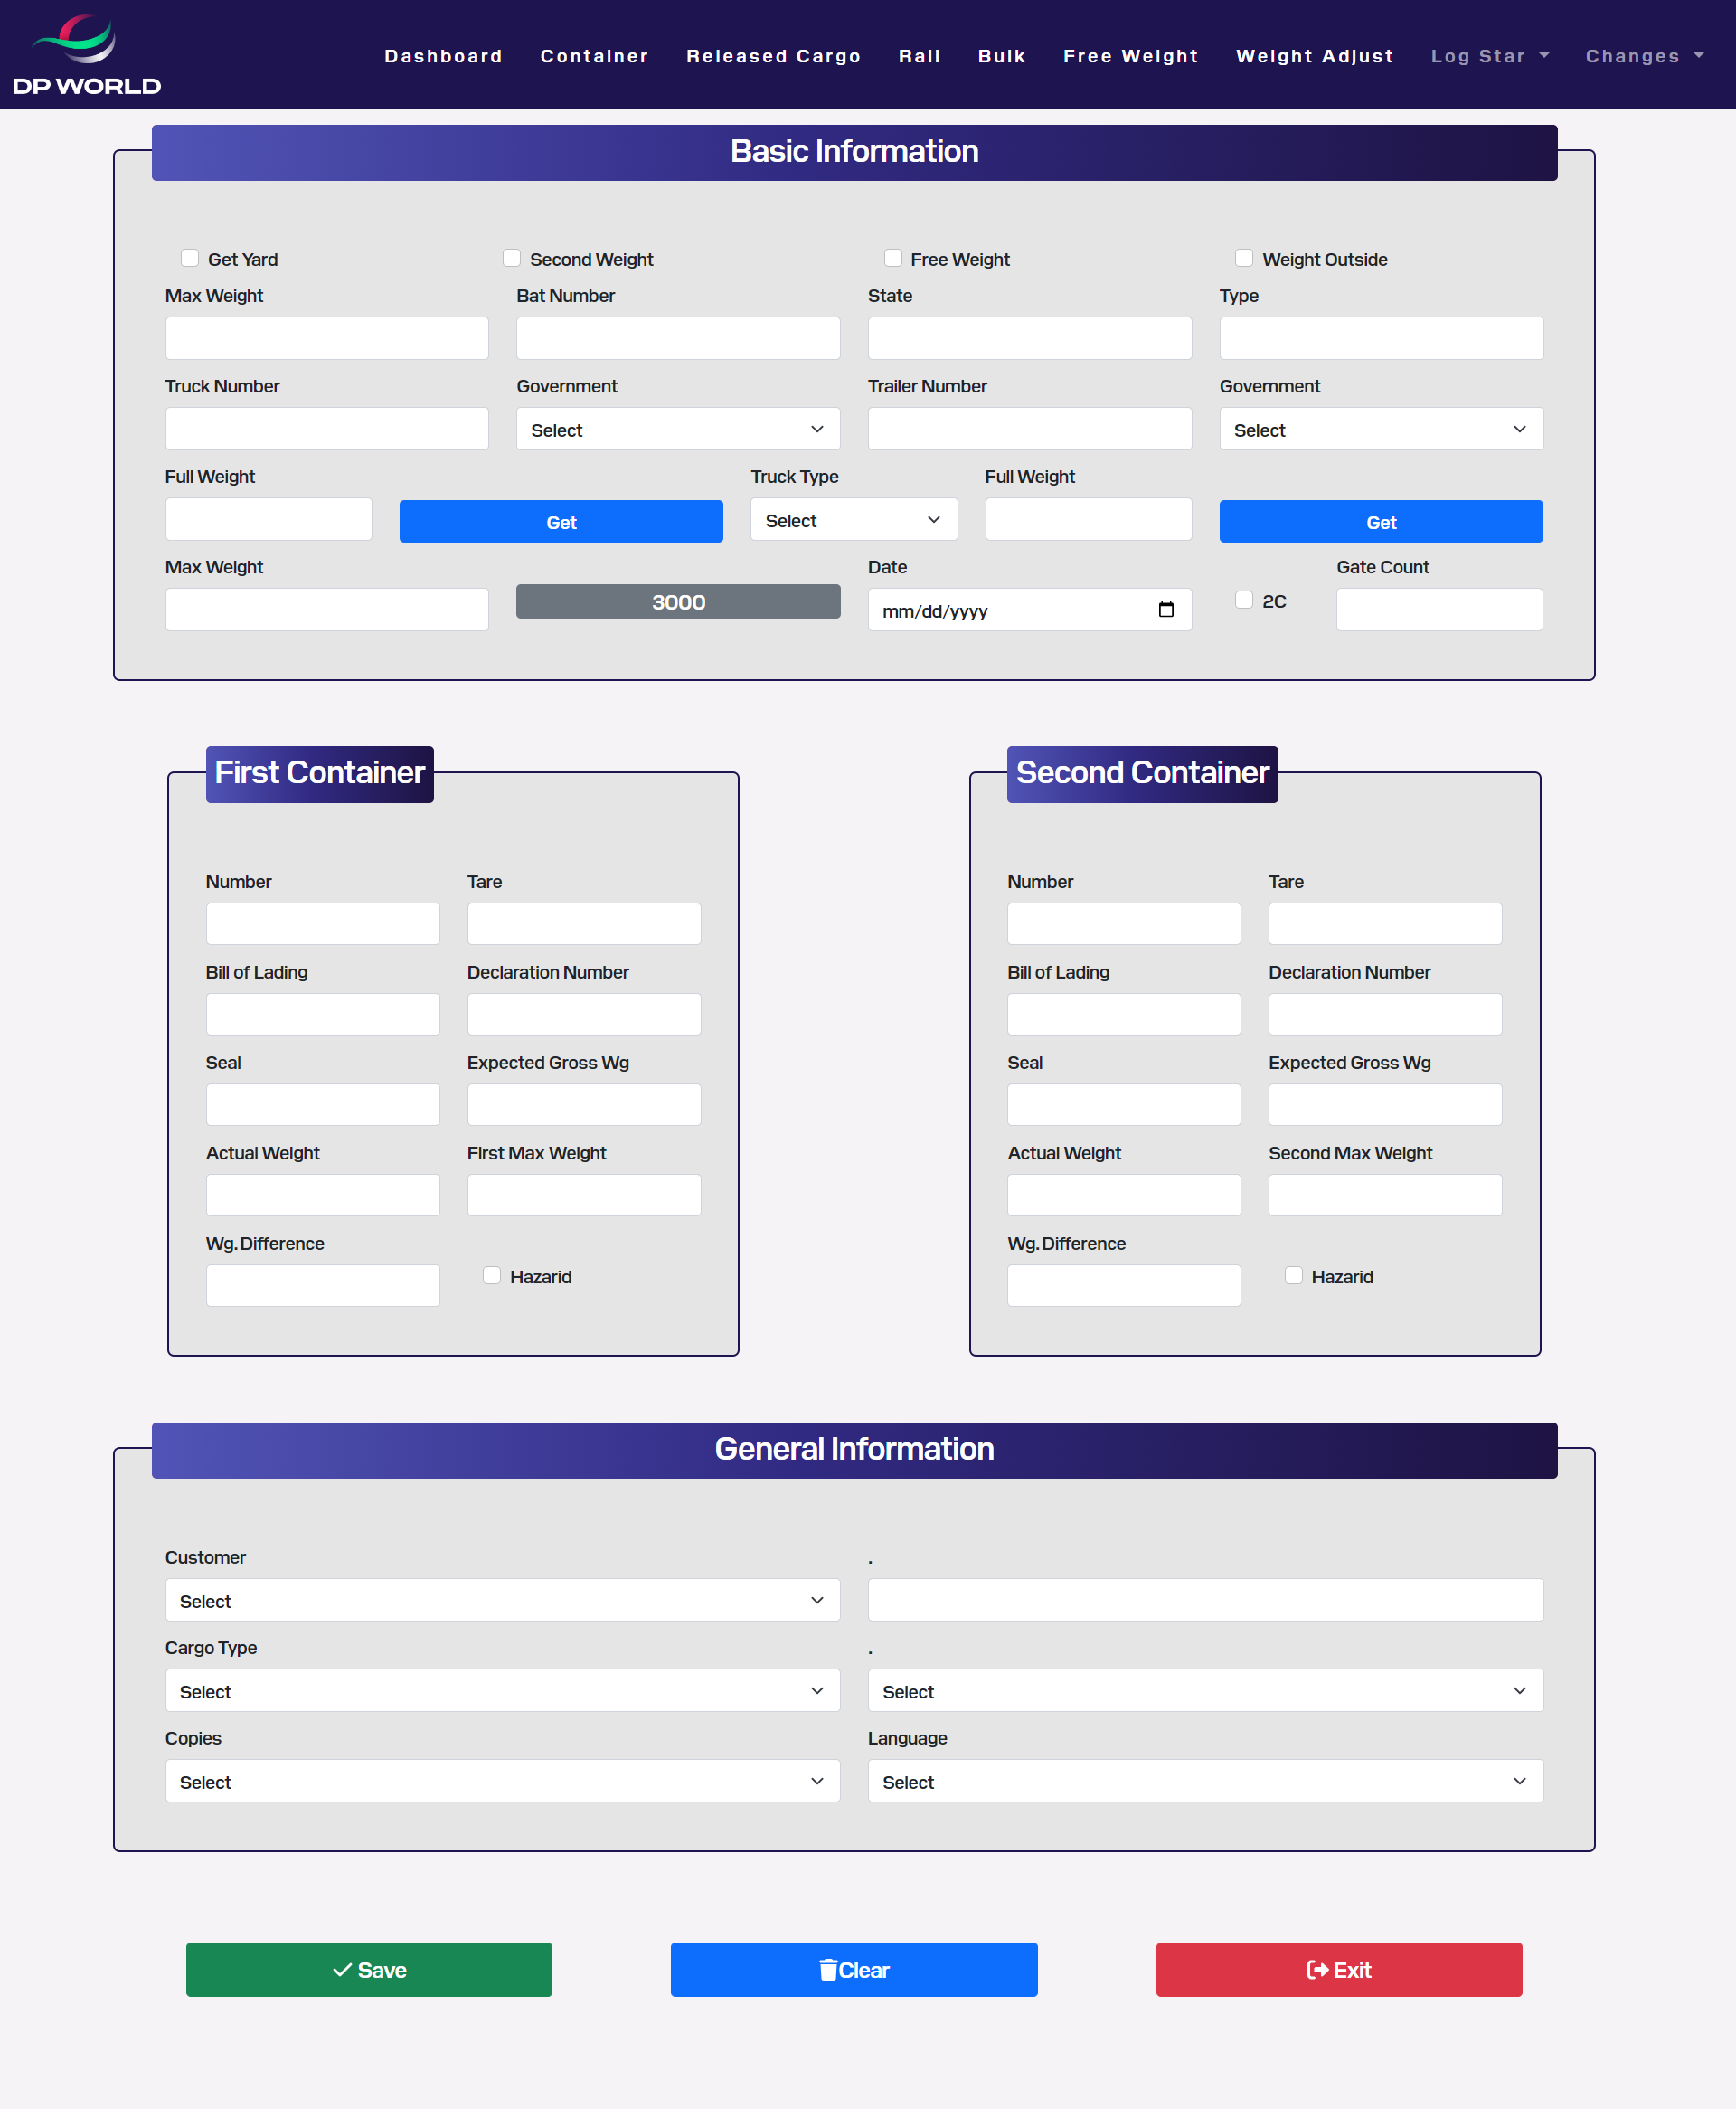 DP WORLD
Dashboard Container Released Cargo Rail Bulk Free Weight Weight Adjust Log Star Changes
Basic Information
Get Yard Second Weight Free Weight Weight Outside
Max Weight Bat Number State Type
Truck Number Government Trailer Number Government
Select Select
Full Weight Truck Type Full Weight
Get Select Get
Max Weight Date Gate Count
3000 mm/dd/yyyy 2C
First Container
Number Tare
Bill of Lading Declaration Number
Seal Expected Gross Wg
Actual Weight First Max Weight
Wg. Difference
Hazarid
Second Container
Number Tare
Bill of Lading Declaration Number
Seal Expected Gross Wg
Actual Weight Second Max Weight
Wg. Difference
Hazarid
General Information
Customer .
Select
Cargo Type .
Select Select
Copies Language
Select Select
Save Clear Exit